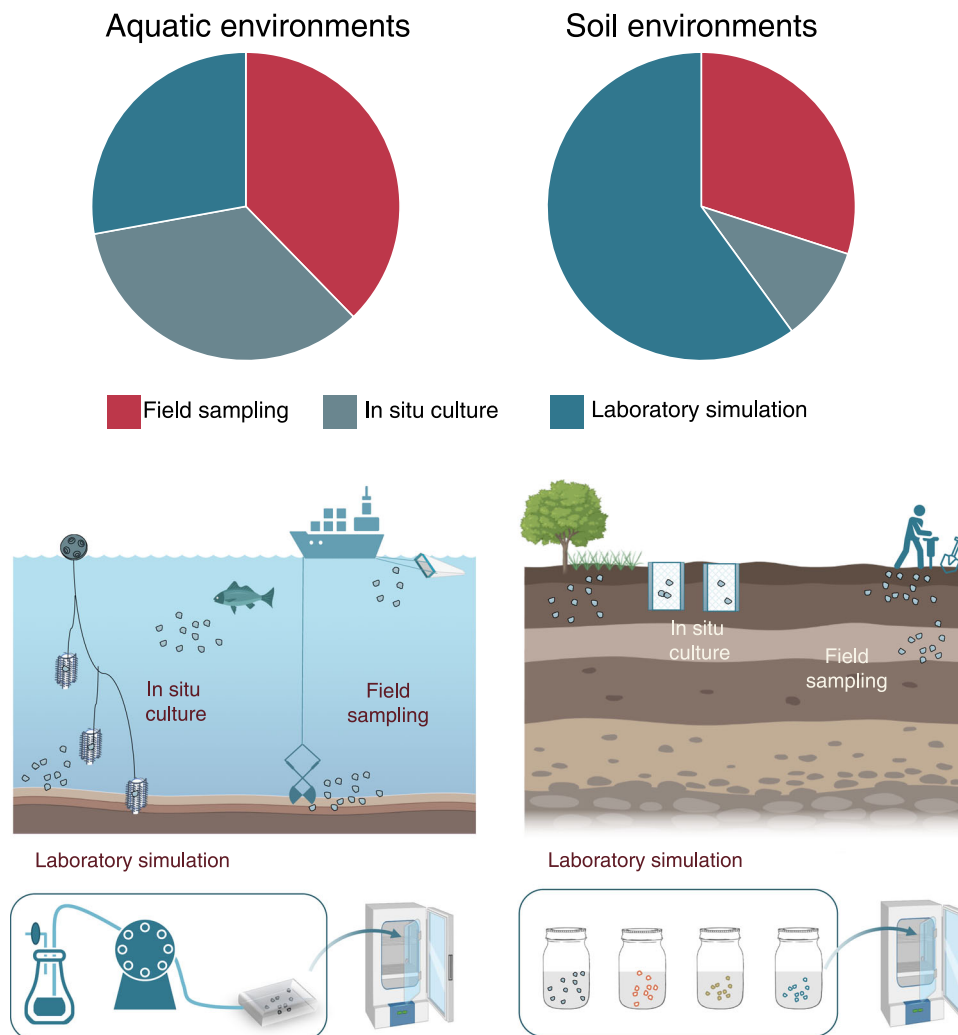 Aquatic environments
Soil environments
Field sampling
In situ culture
Laboratory simulation
In situ
culture
Field
sampling
In situ
culture
Field
sampling
Laboratory simulation
Laboratory simulation